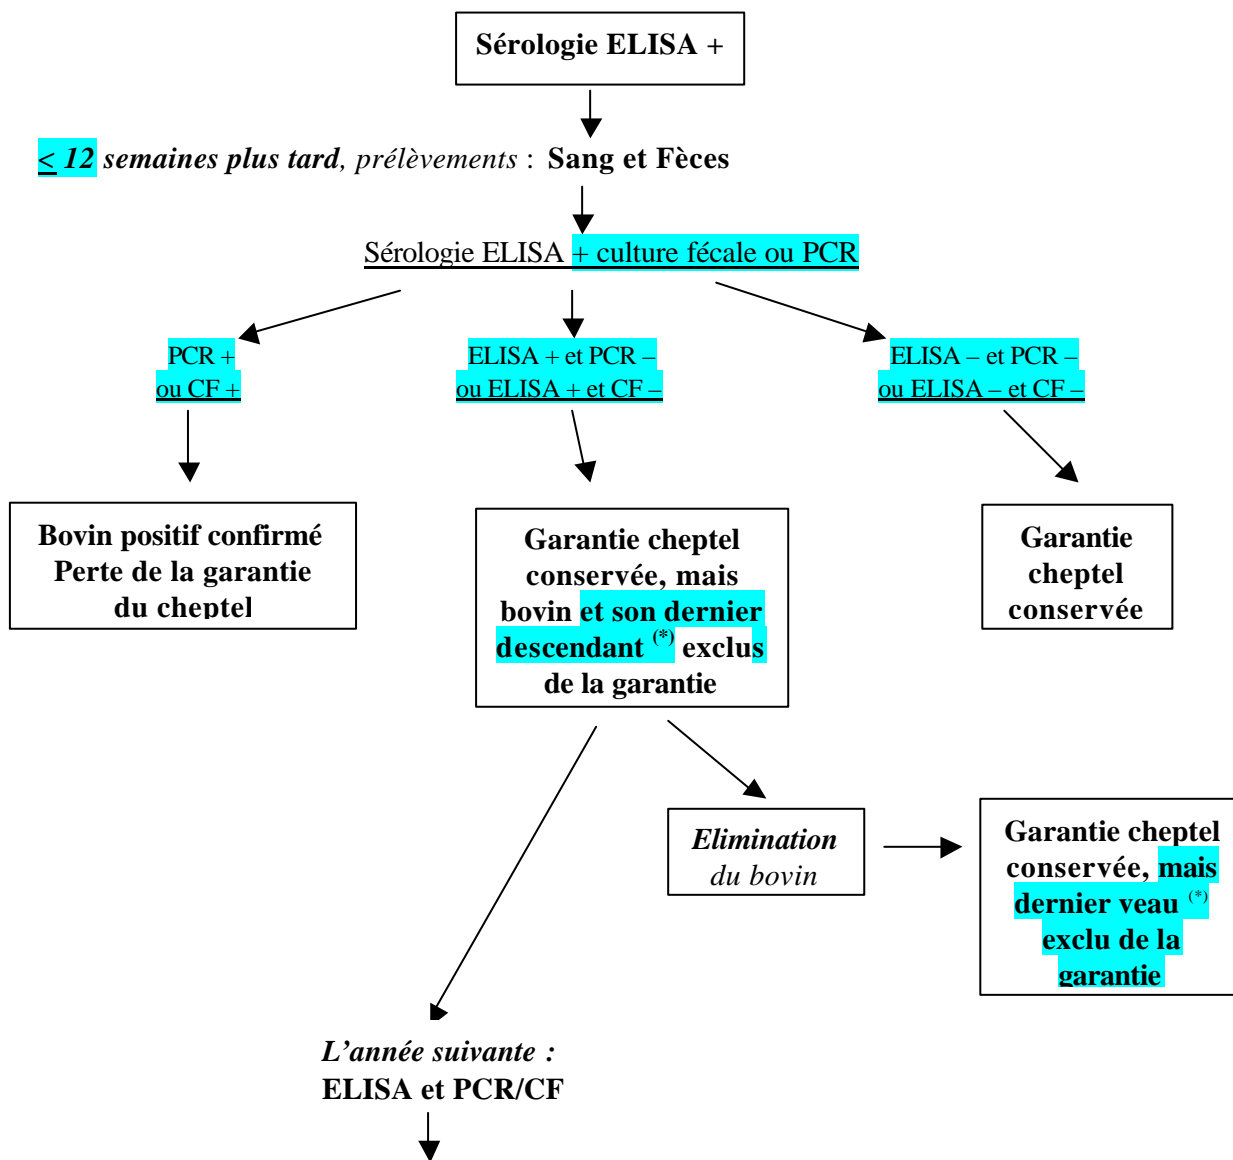 Sérologie ELISA +
< 12 semaines plus tard, prélèvements : Sang et Fèces
Sérologie ELISA + culture fécale ou PCR
PCR +
ou CF +
ELISA + et PCR –
ou ELISA + et CF –
ELISA – et PCR –
ou ELISA – et CF –
Bovin positif confirmé
Perte de la garantie
du cheptel
Garantie cheptel
conservée, mais
bovin et son dernier
descendant (*) exclus
de la garantie
Garantie
cheptel
conservée
Elimination
du bovin
Garantie cheptel
conservée, mais
dernier veau (*)
exclu de la
garantie
L'année suivante :
ELISA et PCR/CF